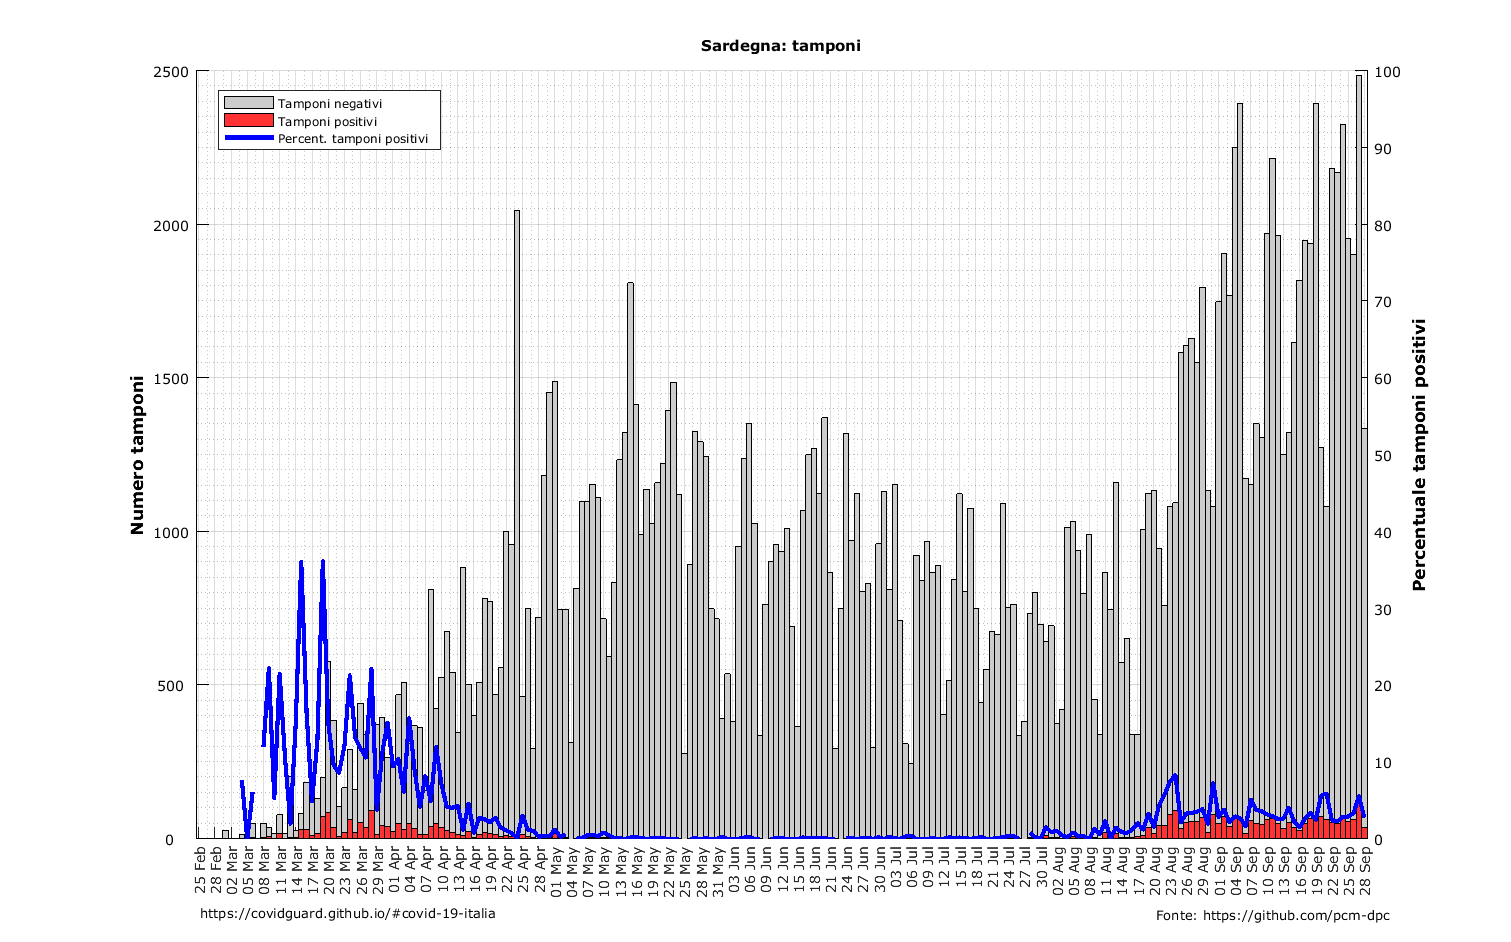 Sardegna: tamponi
Tamponi negativi
Tamponi positivi
Percent. tamponi positivi
Numero tamponi
2500
2000
1500
1000
500
0
Percentuale tamponi positivi
100
90
80
70
60
50
40
30
20
10
0
25 Feb
28 Feb
02 Mar
05 Mar
08 Mar
11 Mar
14 Mar
17 Mar
20 Mar
23 Mar
26 Mar
29 Mar
01 Apr
04 Apr
07 Apr
10 Apr
13 Apr
16 Apr
19 Apr
22 Apr
25 Apr
28 Apr
01 May
04 May
07 May
10 May
13 May
16 May
19 May
22 May
25 May
28 May
31 May
03 Jun
06 Jun
09 Jun
12 Jun
15 Jun
18 Jun
21 Jun
24 Jun
27 Jun
30 Jun
03 Jul
06 Jul
09 Jul
12 Jul
15 Jul
18 Jul
21 Jul
24 Jul
27 Jul
30 Jul
02 Aug
05 Aug
08 Aug
11 Aug
14 Aug
17 Aug
20 Aug
23 Aug
26 Aug
29 Aug
01 Sep
04 Sep
07 Sep
10 Sep
13 Sep
16 Sep
19 Sep
22 Sep
25 Sep
28 Sep
https://covidguard.github.io/#covid-19-italia
Fonte: https://github.com/pcm-dpc